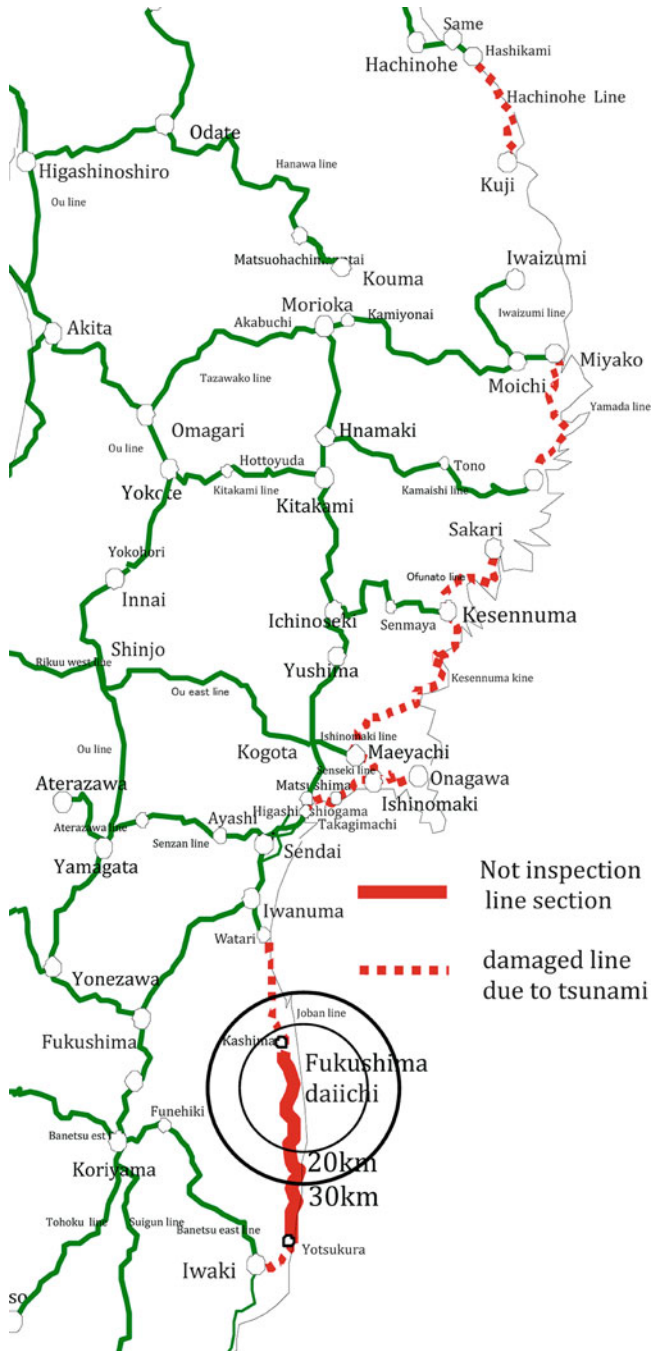 Same
Hachinohe
Hashikami
Hachinohe Line
Odate
Higashinoshiro
Hanawa line
Kuji
Ou line
Kouma
Iwaizumi
Morioka
Kamiyonai
Akita
Akabuchi
Iwaizumi line
Miyako
Moichi
Tazawako line
Yamada line
Omagari
Hnamaki
Ou line
Hottoyuda
Tono
Yokote
Kitakami line
Kamaishi line
Kitakami
Sakari
Yokohori
Ofunato line
Innai
Ichinoseki
Senmaya
Kesennuma
Shinjo
Rikuu west line
Yushima
Kesennuma kine
Ou east line
Ishinomaki line
Ou line
Kogota
Maeyachi
Senseki line
Onagawa
Aterazawa
Matsushima
Ishinomaki
Higashishiogama
Takagimachi
Ayashi
Aterazawa line
Senzan line
Sendai
Yamagata
Not inspection
line section
Iwanuma
Watari
damaged line
due to tsunami
Yonezawa
Joban line
Fukushima
Kashima
Fukushima
daiichi
Funehiki
Banetsu est
Koriyama
20km
30km
Tohoku line
Suigun line
Banetsu east line
Yotsukura
Iwaki
so